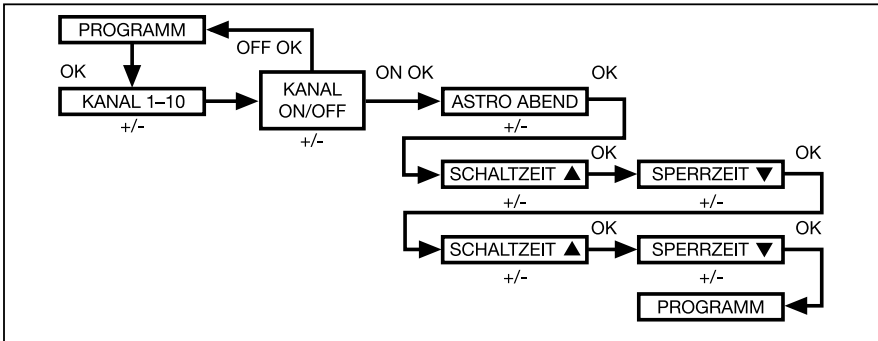 PROGRAMM
OFF OK
OK
KANAL 1–10
+/-
KANAL
ON/OFF
+/-
ON OK
ASTRO ABEND
+/-
OK
SCHALTZEIT ▲
+/-
OK
SPERRZEIT ▼
+/-
OK
SCHALTZEIT ▲
+/-
OK
SPERRZEIT ▼
+/-
OK
PROGRAMM